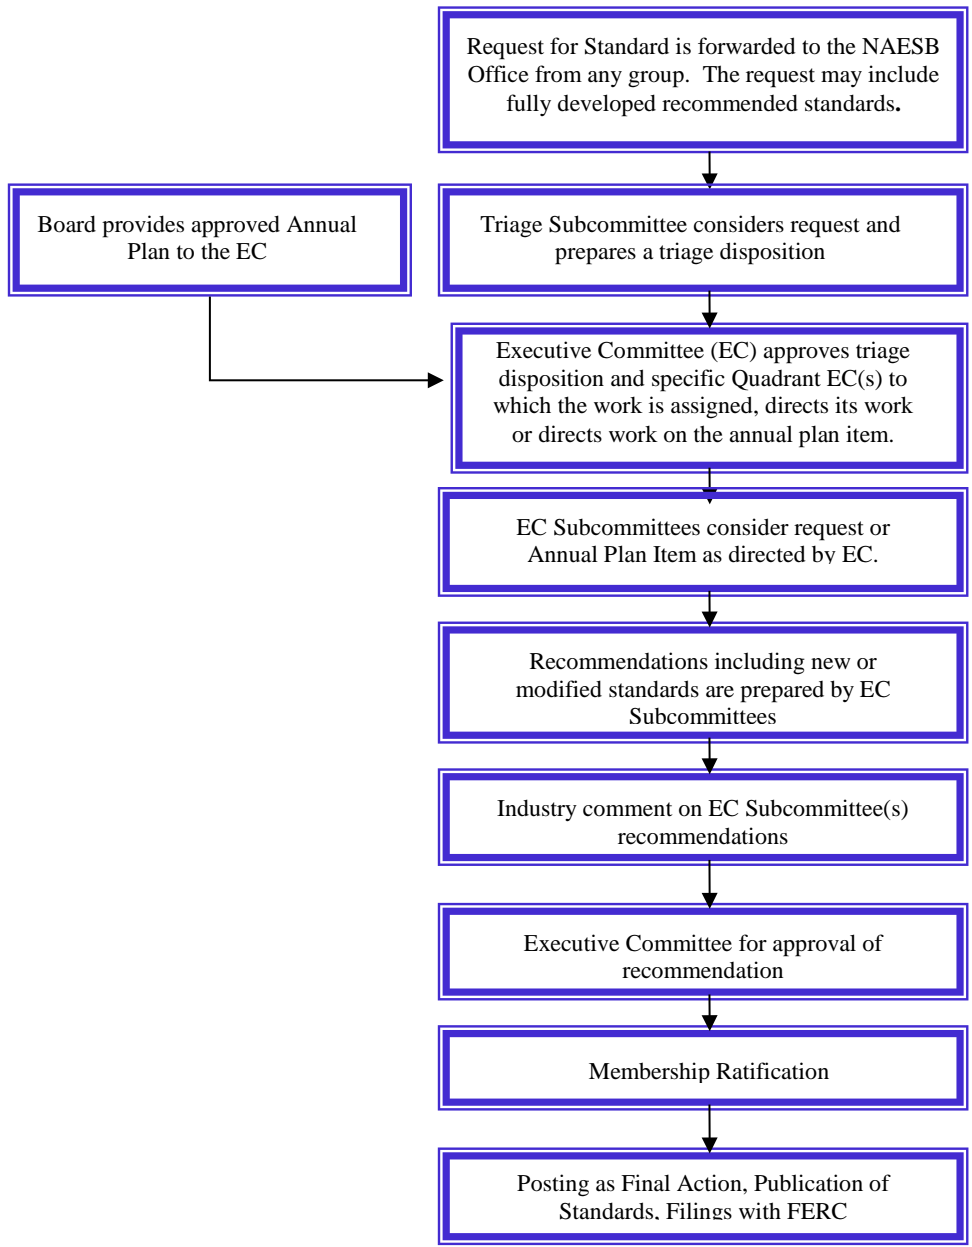 Request for Standard is forwarded to the NAESB
Office from any group.  The request may include
fully developed recommended standards.
Board provides approved Annual
Plan to the EC
Triage Subcommittee considers request and
prepares a triage disposition
Executive Committee (EC) approves triage
disposition and specific Quadrant EC(s) to
which the work is assigned, directs its work
or directs work on the annual plan item.
EC Subcommittees consider request or
Annual Plan Item as directed by EC.
Recommendations including new or
modified standards are prepared by EC
Subcommittees
Industry comment on EC Subcommittee(s)
recommendations
Executive Committee for approval of
recommendation
Membership Ratification
Posting as Final Action, Publication of
Standards, Filings with FERC